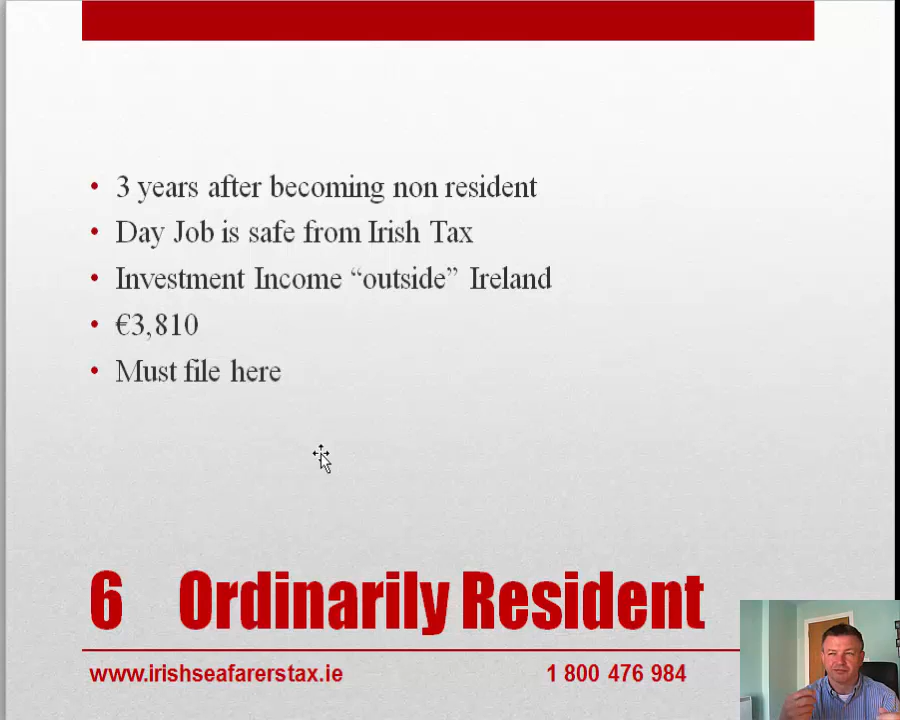 • 3 years after becoming non resident
• Day Job is safe from Irish Tax
• Investment Income “outside” Ireland
• €3,810
• Must file here
6 Ordinarily Resident
www.irishseafarerstax.ie 1 800 476 984